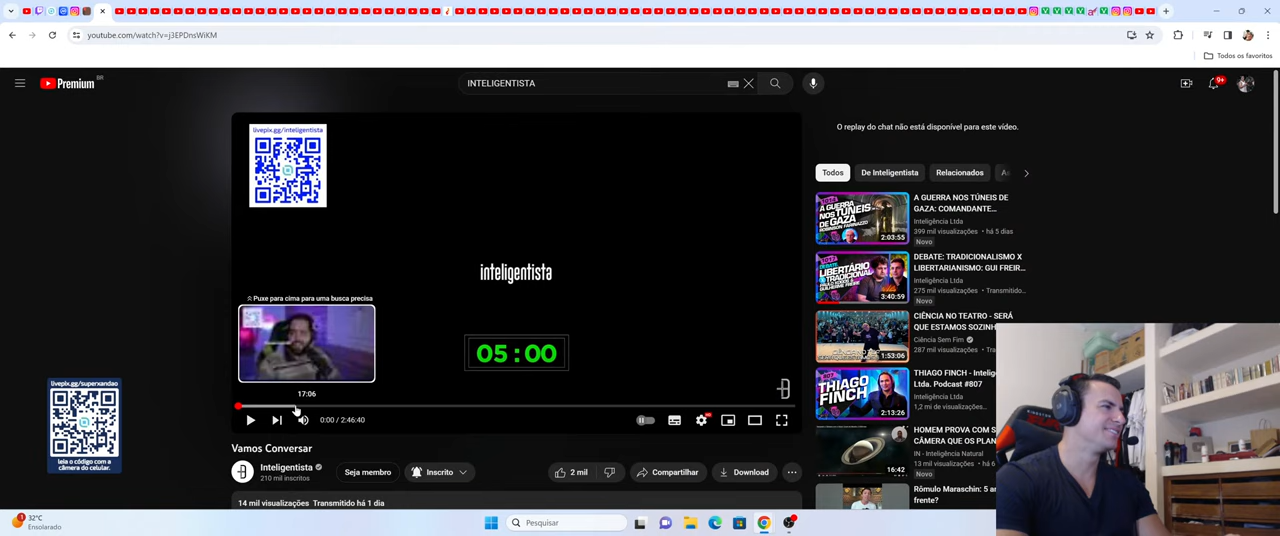 youtube.com/watch?v=j3EPDnsWiKM
Todos os favoritos
Premium BR
INTELIGENTISTA
9+
livepix.gg/inteligentista
O replay do chat não está disponível para este vídeo.
Todos
De Inteligentista
Relacionados
A GUERRA NOS TÚNEIS DE
GAZA: COMANDANTE...
Inteligência Ltda
399 mil visualizações • há 5 dias
Novo
2:03:55
inteligentista
DEBATE: TRADICIONALISMO X
LIBERTARIANISMO: GUI FREIR...
Inteligência Ltda
275 mil visualizações • Transmitido...
Novo
3:40:59
Puxe para cima para uma busca precisa
05:00
CIÊNCIA NO TEATRO - SERÁ
QUE ESTAMOS SOZINH
Ciência Sem Fim
287 mil visualizações • há
1:53:06
17:06
THIAGO FINCH - Intelig
Ltda. Podcast #807
Inteligência Ltda
1,2 mi de visualizações
2:13:26
livepix.gg/superxandao
leia o código com a
câmera do celular.
0:00 / 2:46:40
HOMEM PROVA COM S
CÂMERA QUE OS PLAN
IN - Inteligência Natural
13 mil visualizações • há 6
Novo
16:42
Vamos Conversar
Inteligentista
210 mil inscritos
Seja membro
Inscrito
2 mil
Compartilhar
Download
Rômulo Maraschin: 5 a
frente?
14 mil visualizações Transmitido há 1 dia
1
32°C
Ensolarado
Pesquisar